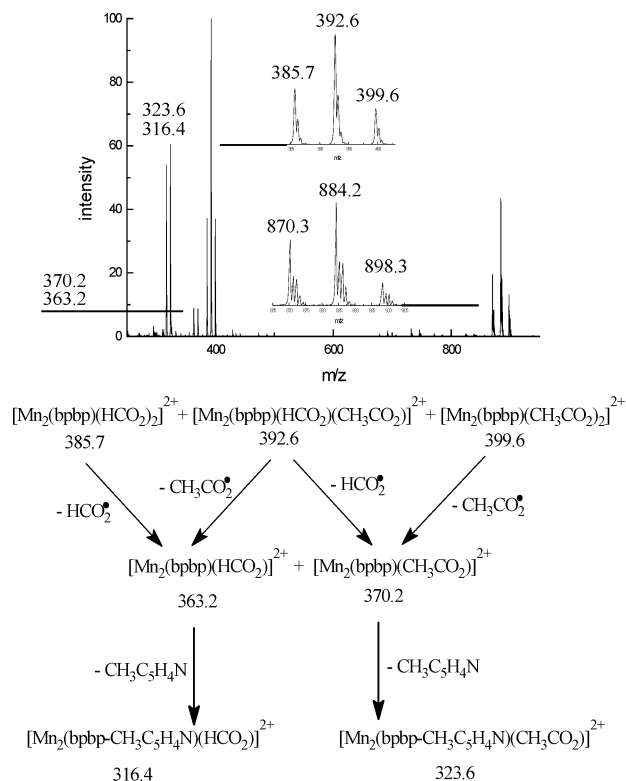 100
80
60
40
20
0
intensity
400
600
800
m/z
323.6
316.4
370.2
363.2
392.6
385.7
399.6
m/z
884.2
870.3
898.3
m/z
[Mn₂(bpbp)(HCO₂)₂]²⁺ + [Mn₂(bpbp)(HCO₂)(CH₃CO₂)]²⁺ + [Mn₂(bpbp)(CH₃CO₂)₂]²⁺
385.7 392.6 399.6
- HCO₂• - CH₃CO₂• - HCO₂• - CH₃CO₂•
[Mn₂(bpbp)(HCO₂)]²⁺ + [Mn₂(bpbp)(CH₃CO₂)]²⁺
363.2 370.2
- CH₃C₅H₄N - CH₃C₅H₄N
[Mn₂(bpbp-CH₃C₅H₄N)(HCO₂)]²⁺ [Mn₂(bpbp-CH₃C₅H₄N)(CH₃CO₂)]²⁺
316.4 323.6